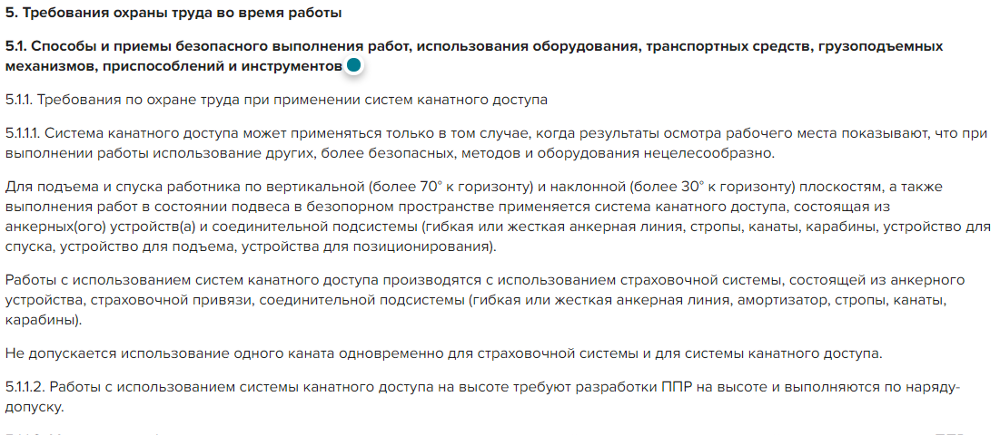 5. Требования охраны труда во время работы
5.1. Способы и приемы безопасного выполнения работ, использования оборудования, транспортных средств, грузоподъемных
механизмов, приспособлений и инструментов
5.1.1. Требования по охране труда при применении систем канатного доступа
5.1.1.1. Система канатного доступа может применяться только в том случае, когда результаты осмотра рабочего места показывают, что при
выполнении работы использование других, более безопасных, методов и оборудования нецелесообразно.
Для подъема и спуска работника по вертикальной (более 70° к горизонту) и наклонной (более 30° к горизонту) плоскостям, а также
выполнения работ в состоянии подвеса в безопорном пространстве применяется система канатного доступа, состоящая из
анкерных(ого) устройств(а) и соединительной подсистемы (гибкая или жесткая анкерная линия, стропы, канаты, карабины, устройство для
спуска, устройство для подъема, устройства для позиционирования).
Работы с использованием систем канатного доступа производятся с использованием страховочной системы, состоящей из анкерного
устройства, страховочной привязи, соединительной подсистемы (гибкая или жесткая анкерная линия, амортизатор, стропы, канаты,
карабины).
Не допускается использование одного каната одновременно для страховочной системы и для системы канатного доступа.
5.1.1.2. Работы с использованием системы канатного доступа на высоте требуют разработки ППР на высоте и выполняются по наряду-
допуску.